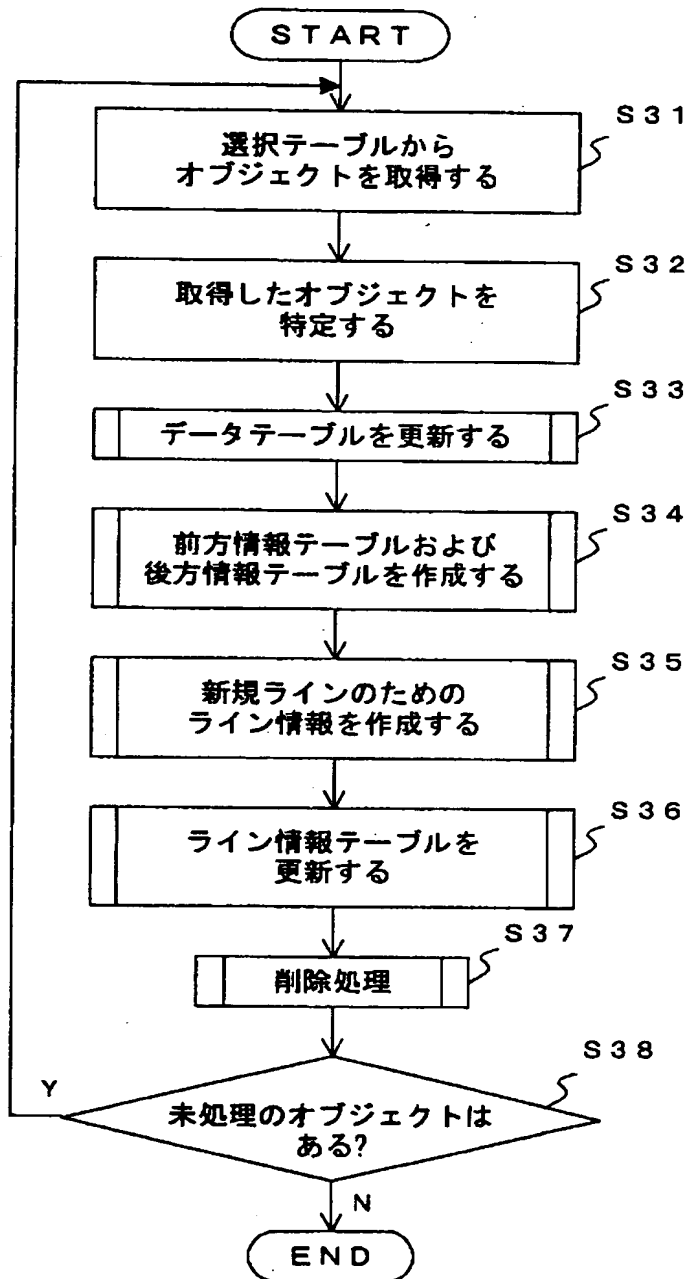 START
S31
選択テーブルから
オブジェクトを取得する
S32
取得したオブジェクトを
特定する
S33
データテーブルを更新する
S34
前方情報テーブルおよび
後方情報テーブルを作成する
S35
新規ラインのための
ライン情報を作成する
S36
ライン情報テーブルを
更新する
S37
削除処理
S38
Y
未処理のオブジェクトは
ある?
N
END